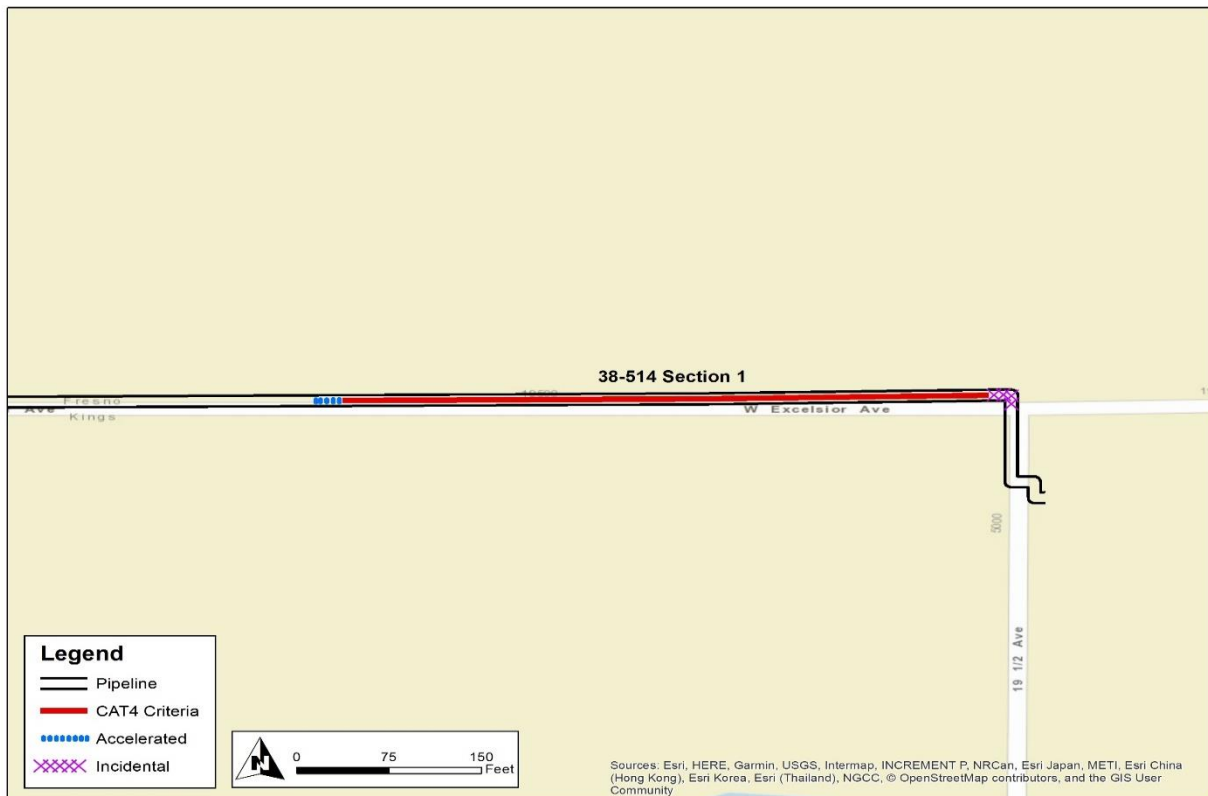 38-514 Section 1
Fresno
Ave
Kings
W Excelsior Ave
5000
19 1/2 Ave
Legend
Pipeline
CAT4 Criteria
Accelerated
Incidental
N
0 75 150
Feet
Sources: Esri, HERE, Garmin, USGS, Intermap, INCREMENT P, NRCan, Esri Japan, METI, Esri China
(Hong Kong), Esri Korea, Esri (Thailand), NGCC, © OpenStreetMap contributors, and the GIS User
Community